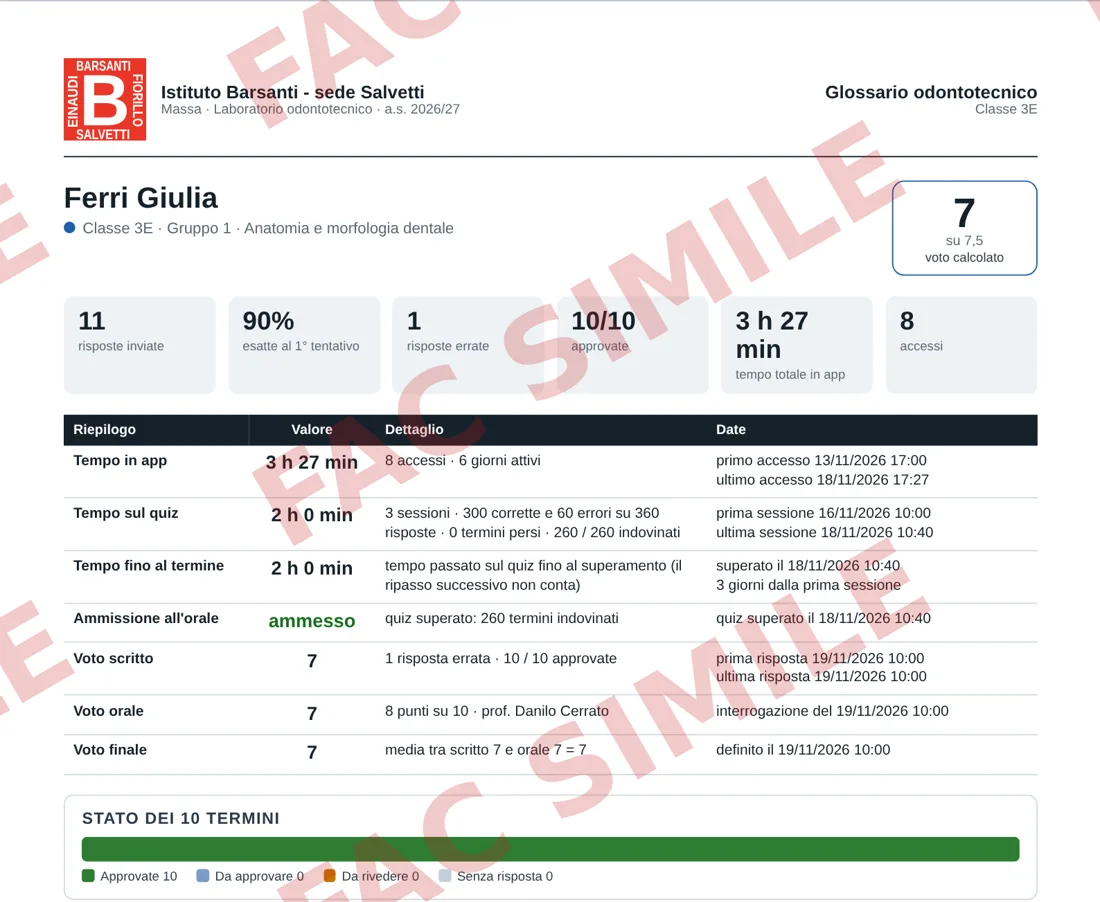 FAC SIMILE
BARSANTI
EINAUDI
B
FIORILLO
SALVETTI
Istituto Barsanti - sede Salvetti
Massa · Laboratorio odontotecnico · a.s. 2026/27
Glossario odontotecnico
Classe 3E
Ferri Giulia
Classe 3E · Gruppo 1 · Anatomia e morfologia dentale
7
su 7,5
voto calcolato
11
risposte inviate
90%
esatte al 1° tentativo
1
risposte errate
10/10
approvate
3 h 27
min
tempo totale in app
8
accessi
FAC SIMILE
Riepilogo Valore Dettaglio Date
Tempo in app 3 h 27 min 8 accessi · 6 giorni attivi primo accesso 13/11/2026 17:00
ultimo accesso 18/11/2026 17:27
Tempo sul quiz 2 h 0 min 3 sessioni · 300 corrette e 60 errori su 360 prima sessione 16/11/2026 10:00
risposte · 0 termini persi · 260 / 260 indovinati ultima sessione 18/11/2026 10:40
Tempo fino al termine 2 h 0 min tempo passato sul quiz fino al superamento (il superato il 18/11/2026 10:40
ripasso successivo non conta) 3 giorni dalla prima sessione
Ammissione all'orale ammesso quiz superato: 260 termini indovinati quiz superato il 18/11/2026 10:40
Voto scritto 7 1 risposta errata · 10 / 10 approvate prima risposta 19/11/2026 10:00
ultima risposta 19/11/2026 10:00
Voto orale 7 8 punti su 10 · prof. Danilo Cerrato interrogazione del 19/11/2026 10:00
Voto finale 7 media tra scritto 7 e orale 7 = 7 definito il 19/11/2026 10:00
FAC SIMILE
STATO DEI 10 TERMINI
Approvate 10 Da approvare 0 Da rivedere 0 Senza risposta 0